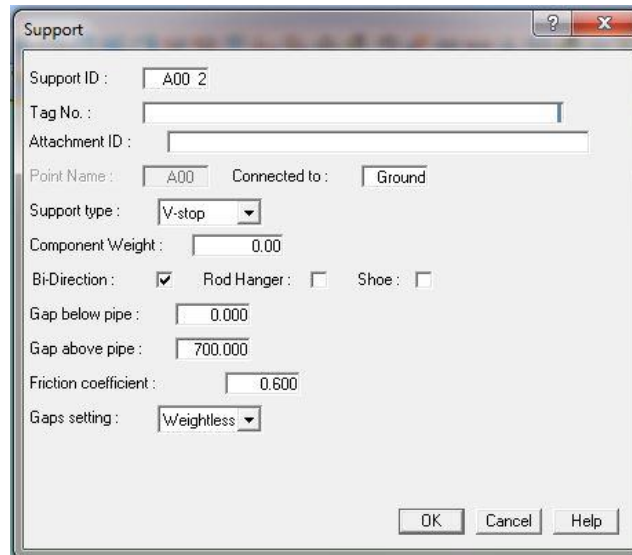 Support
Support ID : A00 2
Tag No. :
Attachment ID :
Point Name : A00 Connected to : Ground
Support type : V-stop
Component Weight : 0.00
Bi-Direction : Rod Hanger : Shoe :
Gap below pipe : 0.000
Gap above pipe : 700.000
Friction coefficient : 0.600
Gaps setting : Weightless
OK Cancel Help